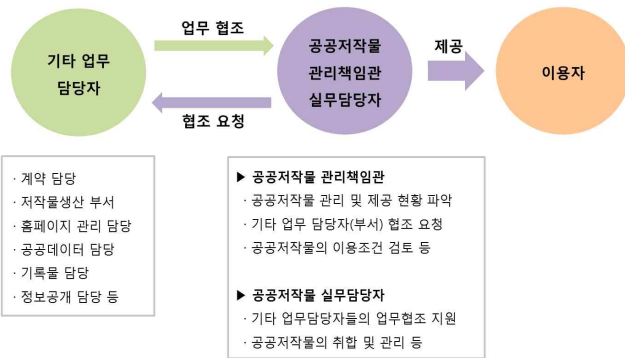 업무 협조
기타 업무
담당자
협조 요청
공공저작물
관리책임관
실무담당자
제공
이용자
· 계약 담당
· 저작물생산 부서
· 홈페이지 관리 담당
· 공공데이터 담당
· 기록물 담당
· 정보공개 담당 등
▶ 공공저작물 관리책임관
· 공공저작물 관리 및 제공 현황 파악
· 기타 업무 담당자(부서) 협조 요청
· 공공저작물의 이용조건 검토 등
▶ 공공저작물 실무담당자
· 기타 업무담당자들의 업무협조 지원
· 공공저작물의 취합 및 관리 등